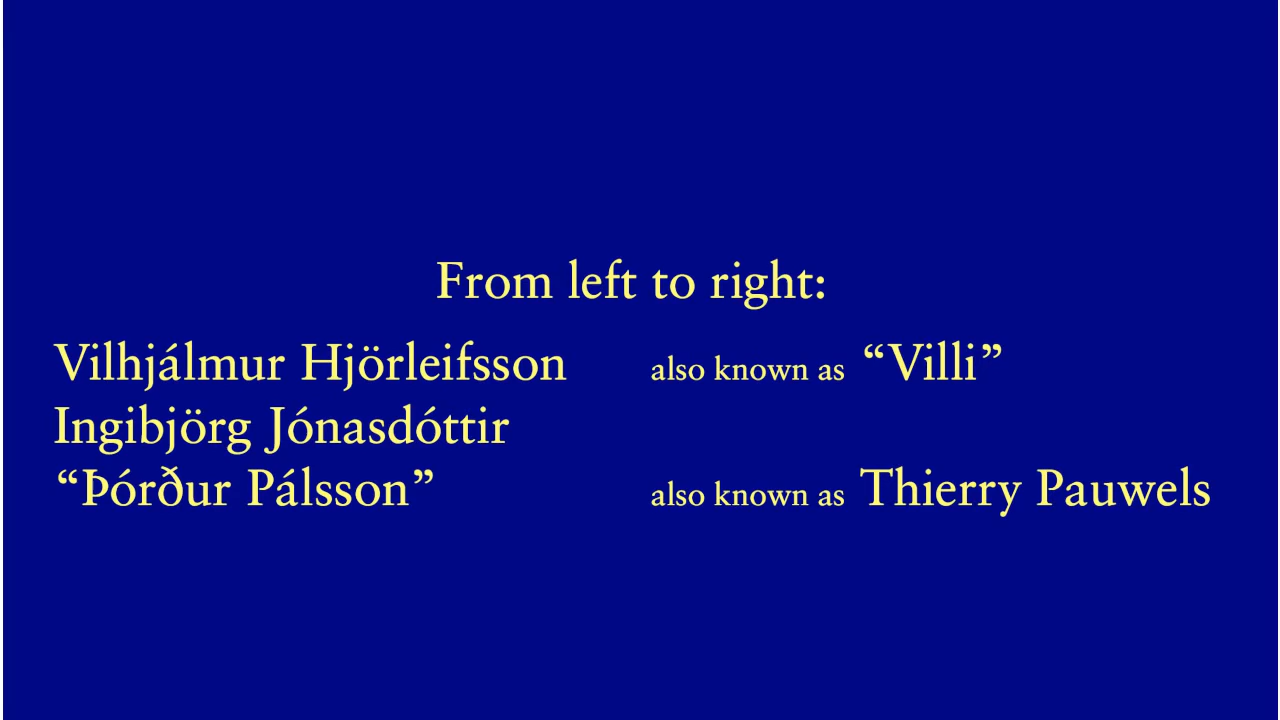 From left to right:
Vilhjálmur Hjörleifsson also known as “Villi”
Ingibjörg Jónasdóttir
“Þórður Pálsson” also known as Thierry Pauwels